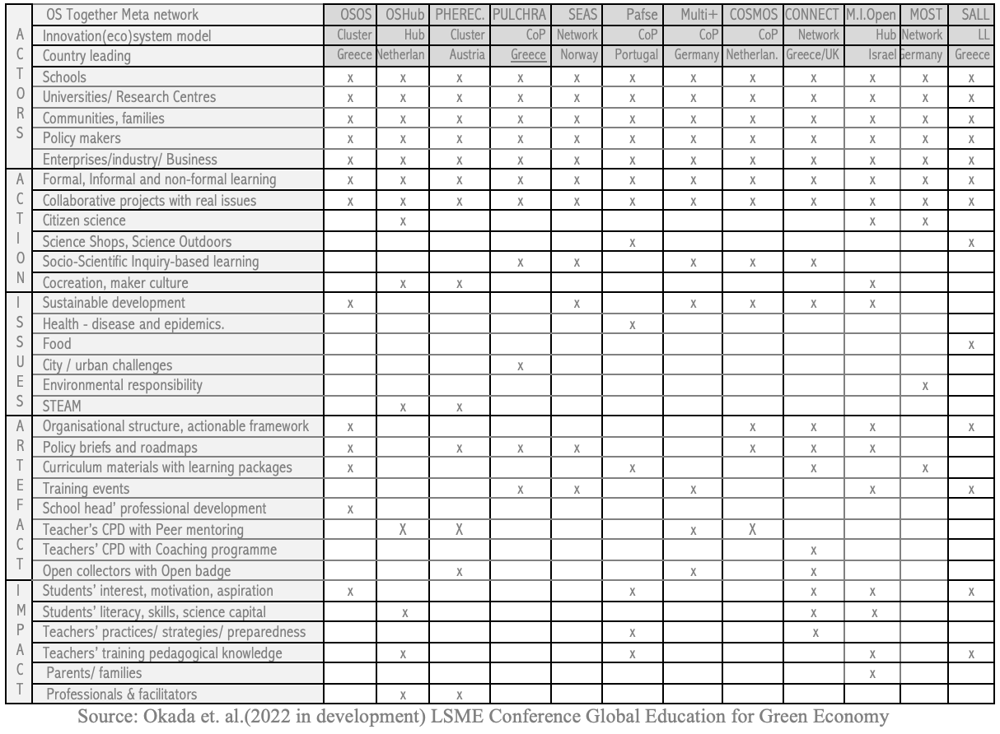 OS Together Meta network OSOS OSHub PHEREC. PULCHRA SEAS Pafse Multi+ COSMOS CONNECT M.I.Open MOST SALL
Innovation(eco)system model Cluster Hub Cluster CoP Network CoP CoP CoP Network Hub Network LL
Country leading Greece Netherlan Austria Greece Norway Portugal Germany Netherlan. Greece/UK Israel Germany Greece
ACTORS
Schools x x x x x x x x x x x x
Universities/ Research Centres x x x x x x x x x x x x
Communities, families x x x x x x x x x x x x
Policy makers x x x x x x x x x x x x
Enterprises/industry/ Business x x x x x x x x x x x x
ACTION
Formal, Informal and non-formal learning x x x x x x x x x x x x
Collaborative projects with real issues x x x x x x x x x x x x
Citizen science x x x
Science Shops, Science Outdoors x x
Socio-Scientific Inquiry-based learning x x x x x
Cocreation, maker culture x x x
ISSUES
Sustainable development x x x x x x
Health - disease and epidemics. x
Food x
City / urban challenges x
Environmental responsibility x
STEAM x x
ARTEFACT
Organisational structure, actionable framework x x x x x
Policy briefs and roadmaps x x x x x x x
Curriculum materials with learning packages x x x x
Training events x x x x x
School head' professional development x
Teacher's CPD with Peer mentoring X X x X
Teachers' CPD with Coaching programme x
Open collectors with Open badge x x x
IMPACT
Students' interest, motivation, aspiration x x x x x
Students' literacy, skills, science capital x x x
Teachers' practices/ strategies/ preparedness x x
Teachers' training pedagogical knowledge x x x x
Parents/ families x
Professionals & facilitators x x
Source: Okada et. al.(2022 in development) LSME Conference Global Education for Green Economy